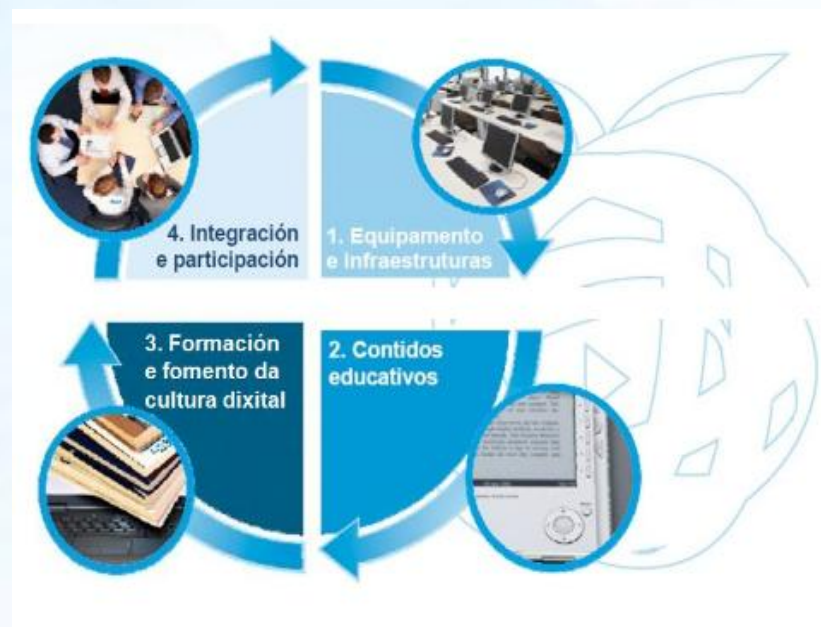 4. Integración
e participación
1. Equipamento
e infraestruturas
3. Formación
e fomento da
cultura dixital
2. Contidos
educativos